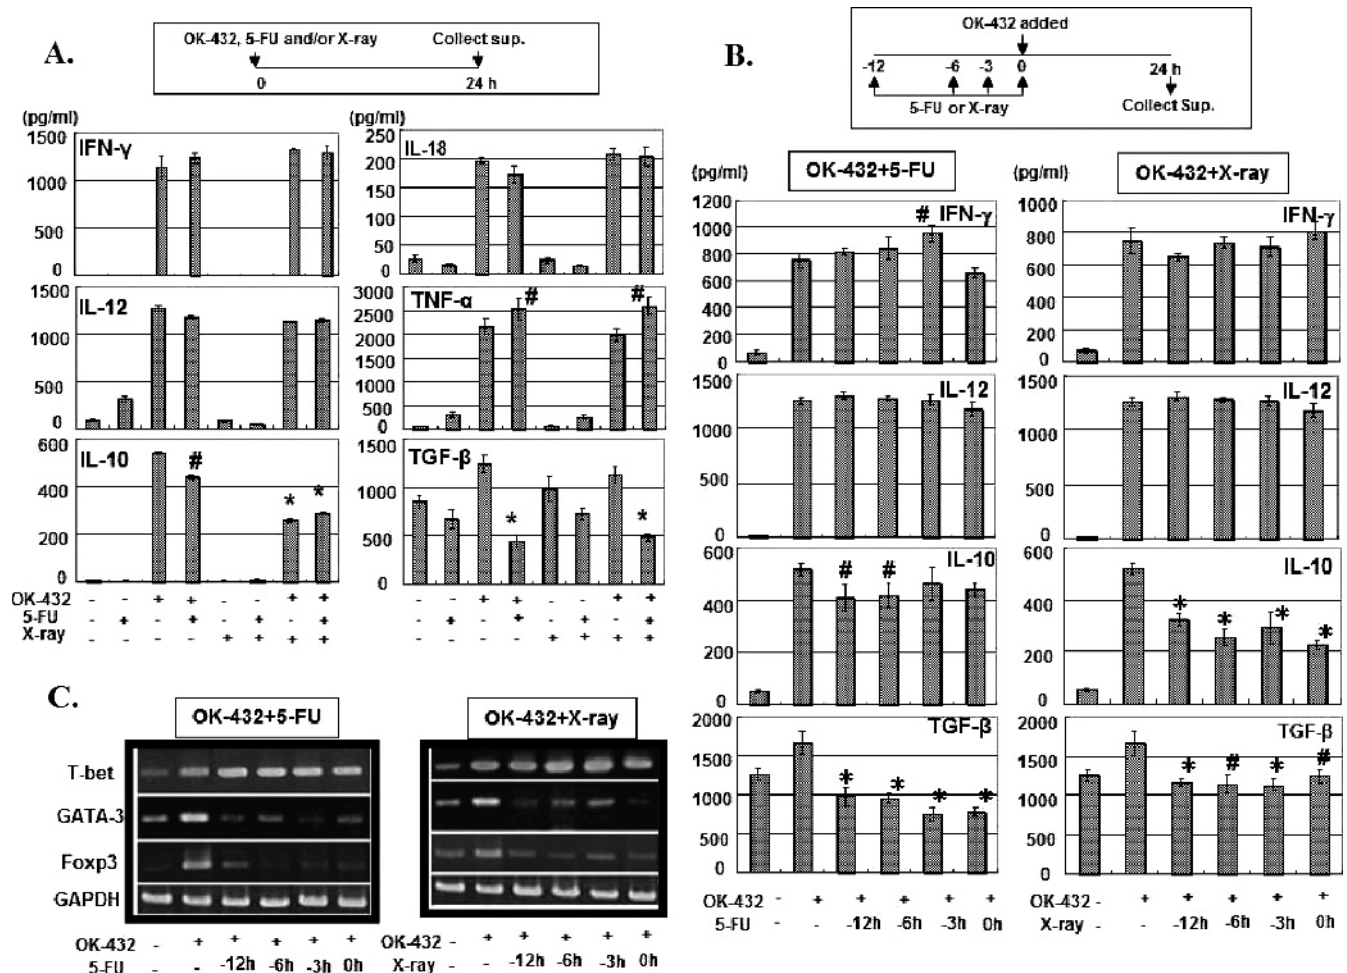 A.
OK-432, 5-FU and/or X-ray Collect sup.
0 24 h
(pg/ml) (pg/ml)
IFN-γ
1500
1000
500
0
IL-18
250
200
150
100
50
0
IL-12
1500
1000
500
0
TNF-α # #
3000
2500
2000
1500
1000
500
0
IL-10 # * *
600
400
200
0
TGF-β * *
1500
1000
500
0
OK-432 - - + + - - + + - - + + - - + +
5-FU - + - + - + - + - + - + - + - +
X-ray - - - - + + + + - - - - + + + +
B.
OK-432 added
-12 -6 -3 0 24 h
5-FU or X-ray Collect Sup.
OK-432+5-FU OK-432+X-ray
(pg/ml) (pg/ml)
# IFN-γ
1200
1000
800
600
400
200
0
IFN-γ
1000
800
600
400
200
0
IL-12
1500
1000
500
0
IL-12
1500
1000
500
0
IL-10
# #
600
400
200
0
IL-10
* * * *
600
400
200
0
TGF-β
* * * *
2000
1500
1000
500
0
TGF-β
* # * #
2000
1500
1000
500
0
OK-432 - + + + + + OK-432 - + + + + +
5-FU - - -12h -6h -3h 0h X-ray - - -12h -6h -3h 0h
C.
OK-432+5-FU OK-432+X-ray
T-bet
GATA-3
Foxp3
GAPDH
OK-432 - + + + + + OK-432 - + + + + +
5-FU - - -12h -6h -3h 0h X-ray - - -12h -6h -3h 0h